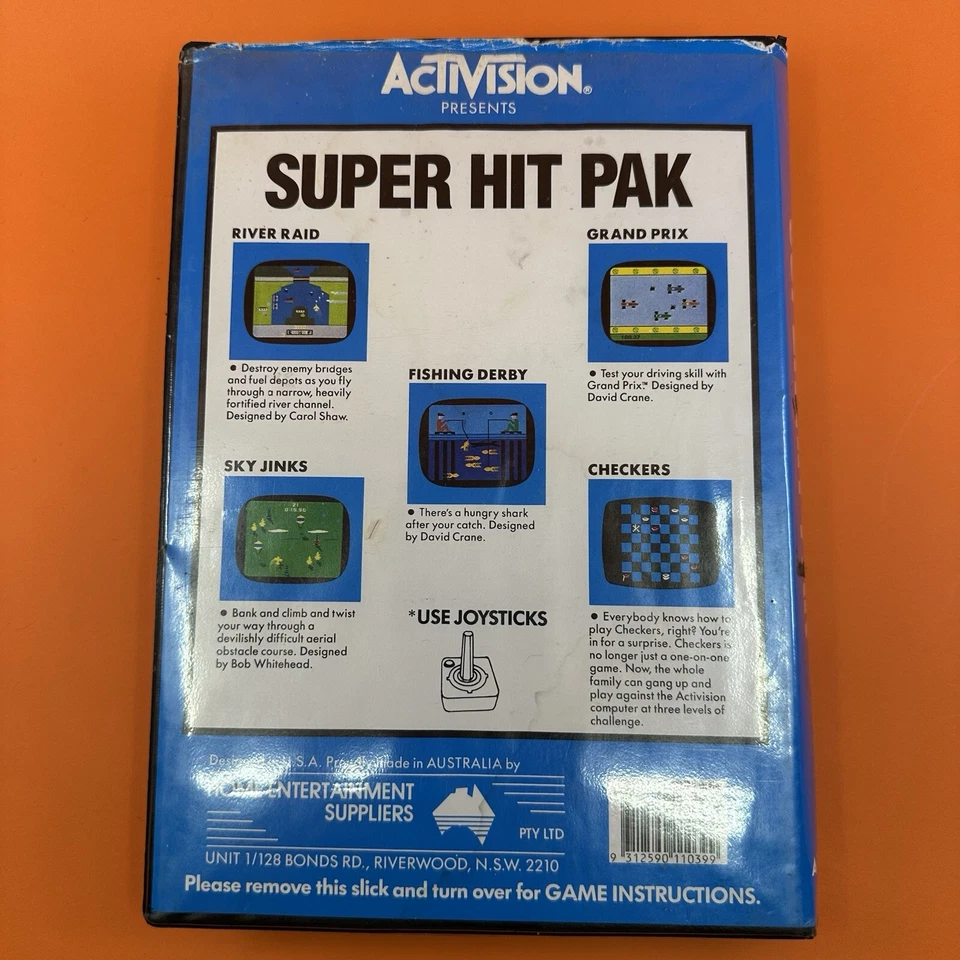 ACTIVISION®
PRESENTS
SUPER HIT PAK
RIVER RAID
• Destroy enemy bridges
and fuel depots as you fly
through a narrow, heavily
fortified river channel.
Designed by Carol Shaw.
GRAND PRIX
• Test your driving skill with
Grand Prix.™ Designed by
David Crane.
FISHING DERBY
• There's a hungry shark
after your catch. Designed
by David Crane.
SKY JINKS
• Bank and climb and twist
your way through a
devilishly difficult aerial
obstacle course. Designed
by Bob Whitehead.
CHECKERS
• Everybody knows how to
play Checkers, right? You're
in for a surprise. Checkers is
no longer just a one-on-one
game. Now, the whole
family can gang up and
play against the Activision
computer at three levels of
challenge.
*USE JOYSTICKS
U.S.A. Proudly made in AUSTRALIA by
HOME ENTERTAINMENT
SUPPLIERS
PTY LTD
UNIT 1/128 BONDS RD., RIVERWOOD, N.S.W. 2210
9 312590 110399
Please remove this slick and turn over for GAME INSTRUCTIONS.